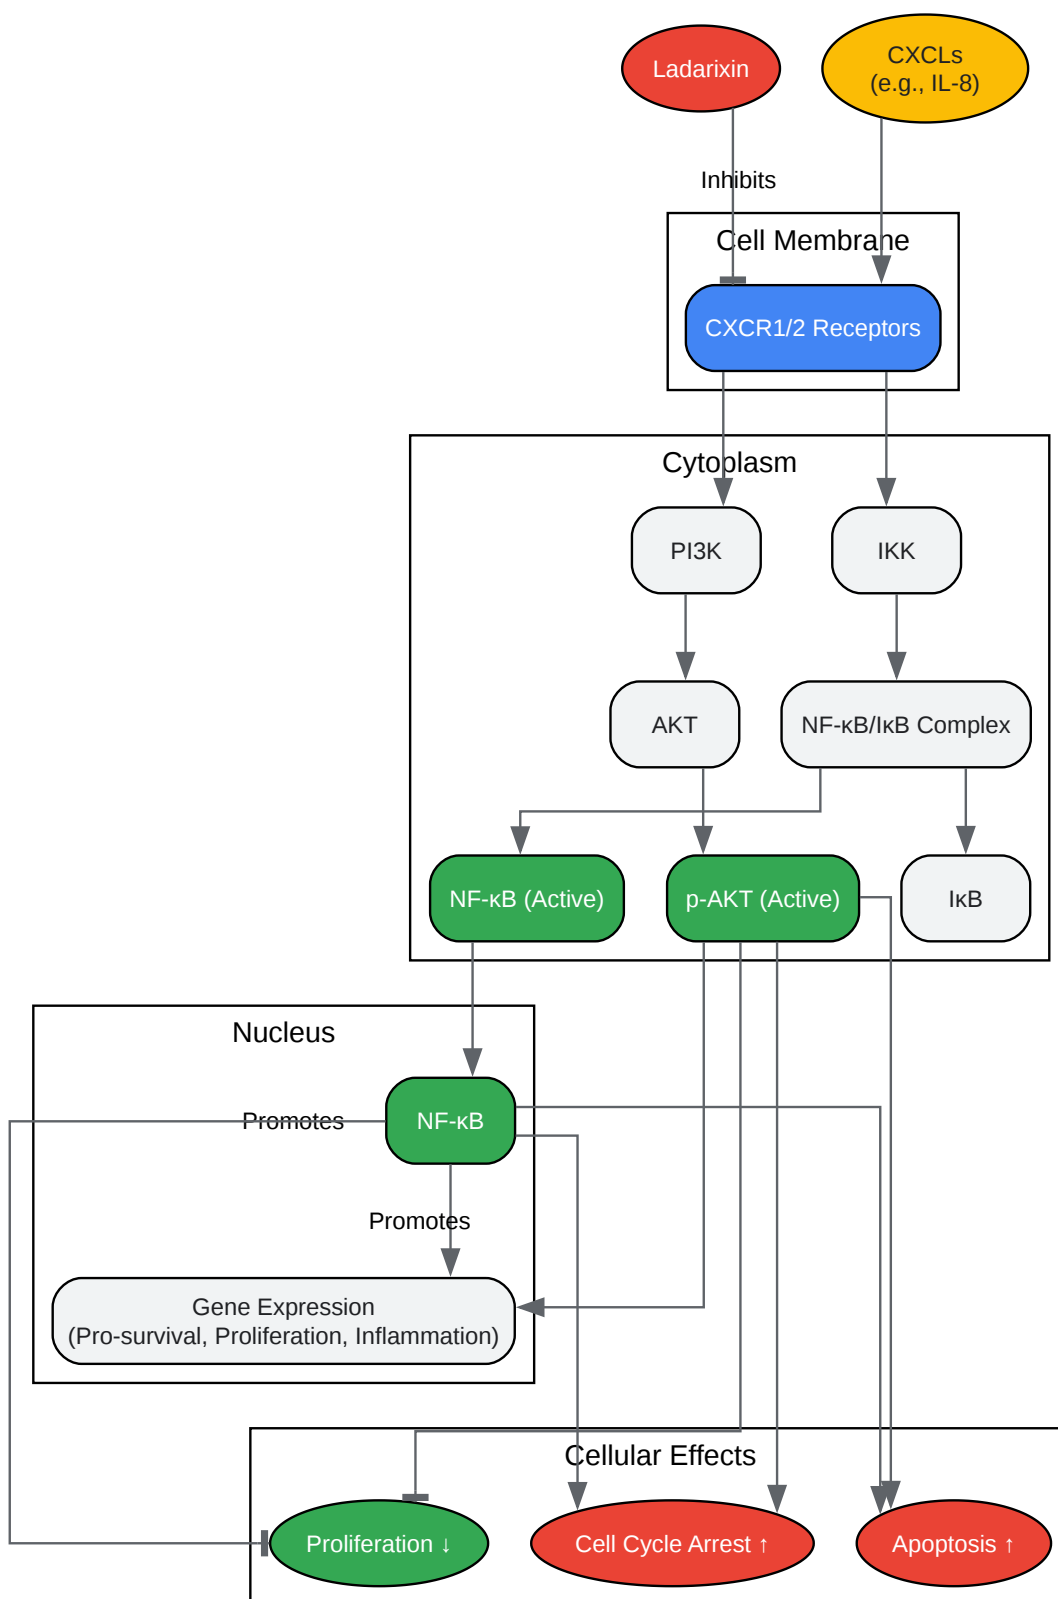 Ladarixin
CXCLs
(e.g., IL-8)
Inhibits
Cell Membrane
CXCR1/2 Receptors
Cytoplasm
PI3K
IKK
AKT
NF-κB/IκB Complex
NF-κB (Active)
p-AKT (Active)
IκB
Nucleus
NF-κB
Promotes
Promotes
Gene Expression
(Pro-survival, Proliferation, Inflammation)
Cellular Effects
Proliferation ↓
Cell Cycle Arrest ↑
Apoptosis ↑